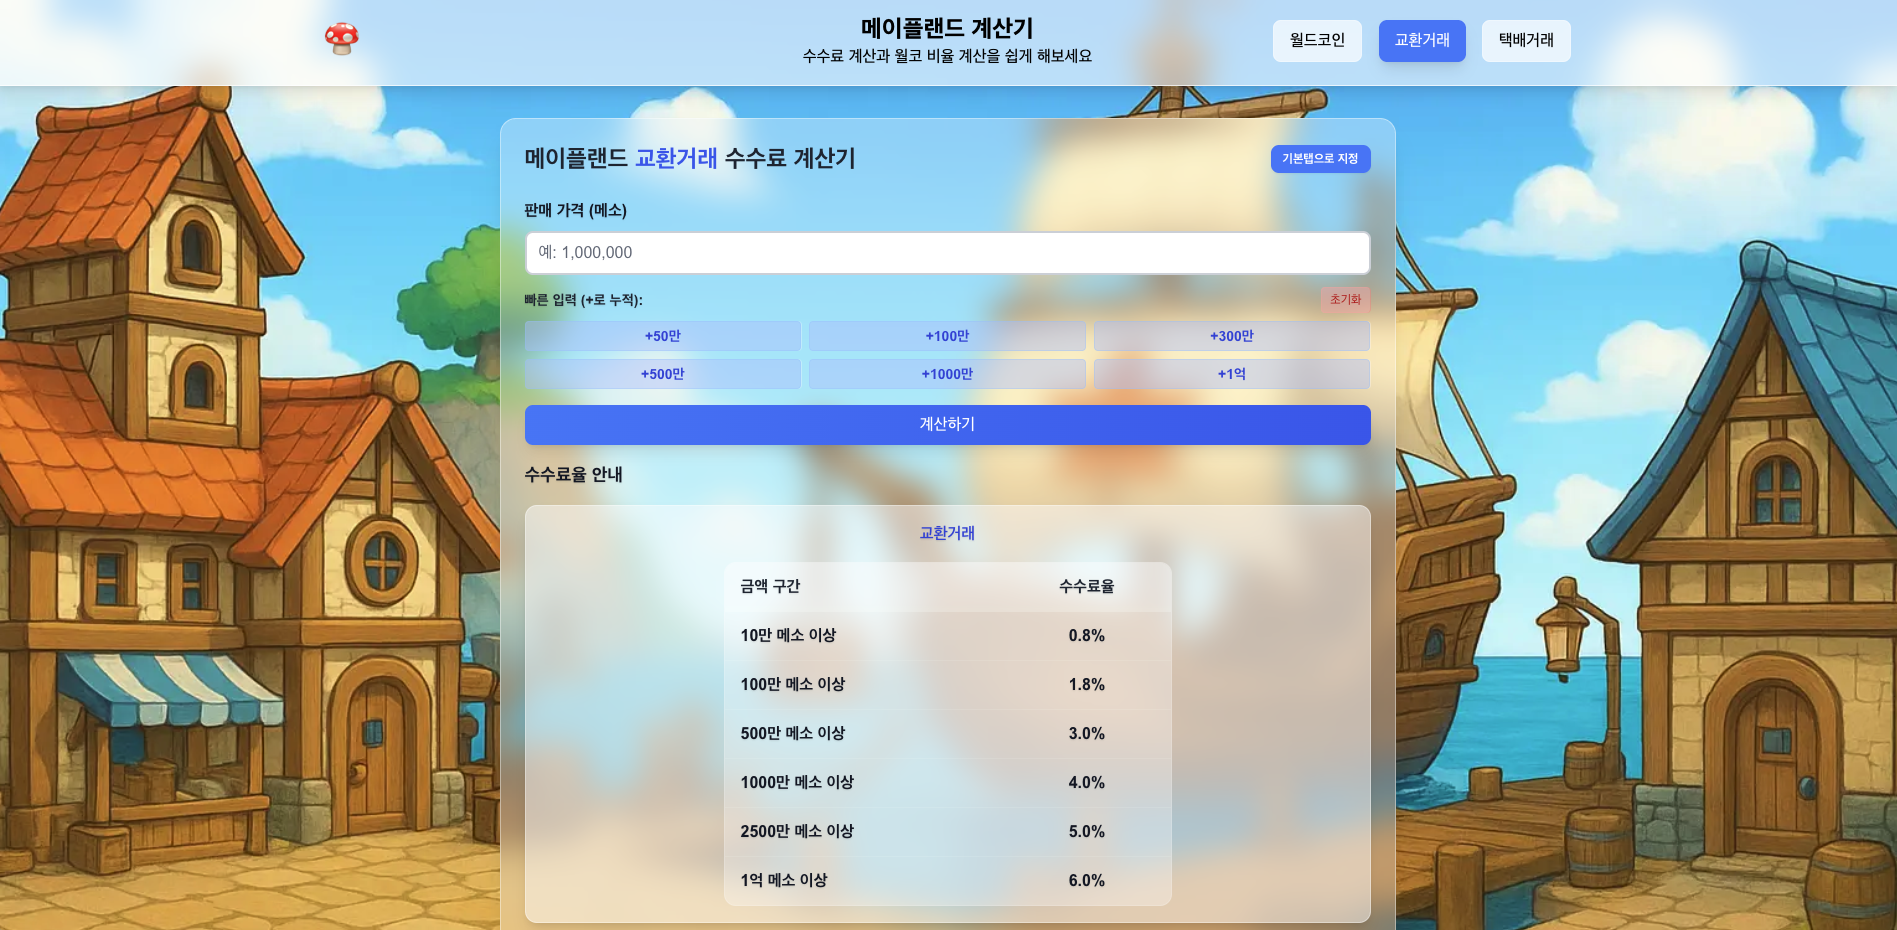 메이플랜드 계산기
수수료 계산과 월코 비율 계산을 쉽게 해보세요
월드코인
교환거래
택배거래
메이플랜드 교환거래 수수료 계산기
기본탭으로 지정
판매 가격 (메소)
예: 1,000,000
빠른 입력 (+로 누적):
초기화
+50만
+100만
+300만
+500만
+1000만
+1억
계산하기
수수료율 안내
교환거래
금액 구간 수수료율
10만 메소 이상 0.8%
100만 메소 이상 1.8%
500만 메소 이상 3.0%
1000만 메소 이상 4.0%
2500만 메소 이상 5.0%
1억 메소 이상 6.0%